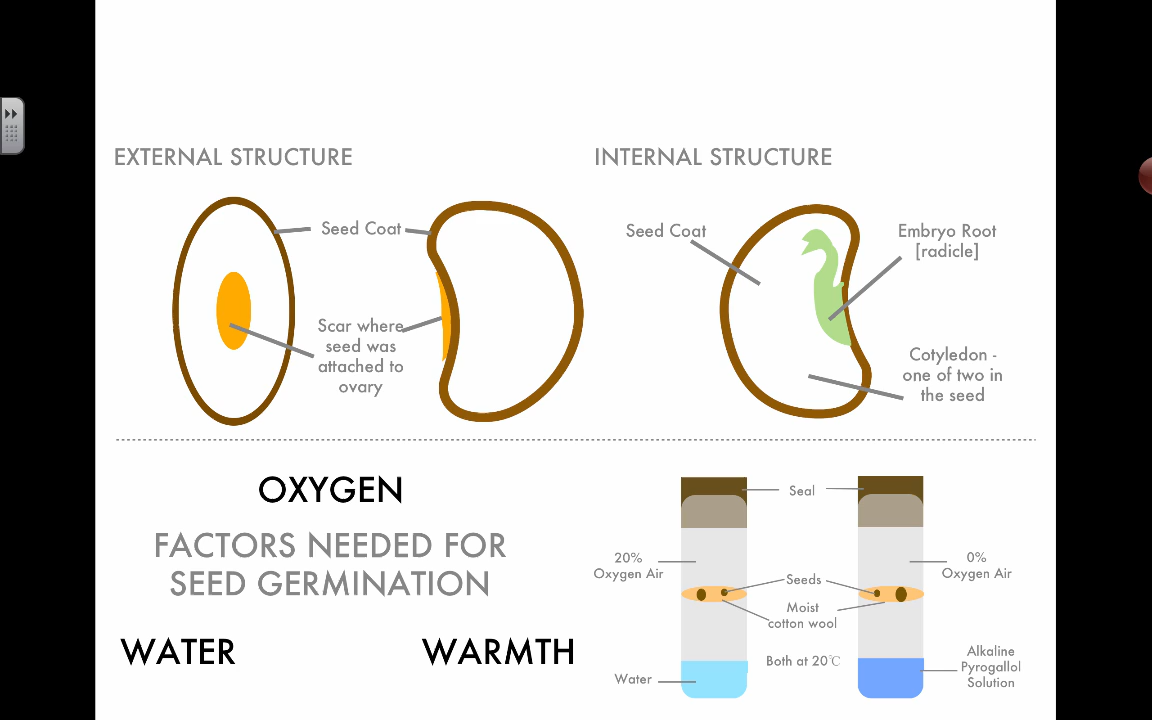 EXTERNAL STRUCTURE
INTERNAL STRUCTURE
Seed Coat
Scar where
seed was
attached to
ovary
Seed Coat
Embryo Root
[radicle]
Cotyledon -
one of two in
the seed
OXYGEN
FACTORS NEEDED FOR
SEED GERMINATION
WATER
WARMTH
Seal
20%
Oxygen Air
0%
Oxygen Air
Seeds
Moist
cotton wool
Both at 20℃
Water
Alkaline
Pyrogallol
Solution